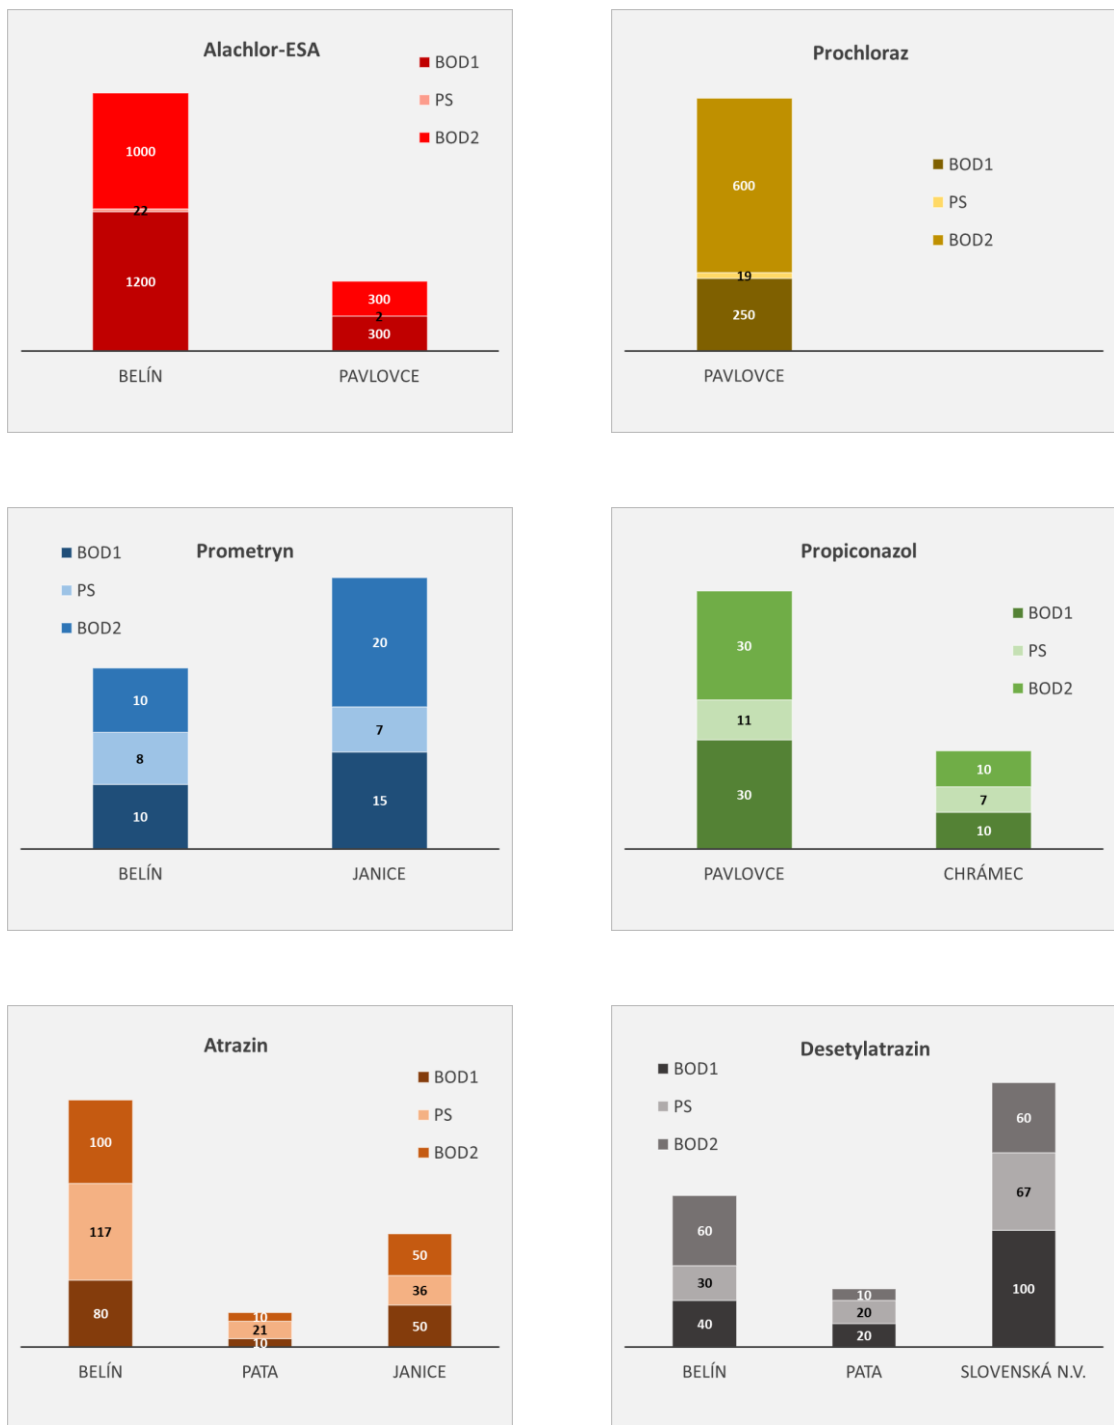 Alachlor-ESA
BOD1
PS
BOD2
1000
22
1200
300
2
300
BELÍN PAVLOVCE
Prochloraz
BOD1
PS
BOD2
600
19
250
PAVLOVCE
Prometryn
BOD1
PS
BOD2
10
8
10
20
7
15
BELÍN JANICE
Propiconazol
BOD1
PS
BOD2
30
11
30
10
7
10
PAVLOVCE CHRÁMEC
Atrazin
BOD1
PS
BOD2
100
117
80
10
21
10
50
36
50
BELÍN PATA JANICE
Desetylatrazin
BOD1
PS
BOD2
60
30
40
10
20
20
60
67
100
BELÍN PATA SLOVENSKÁ N.V.